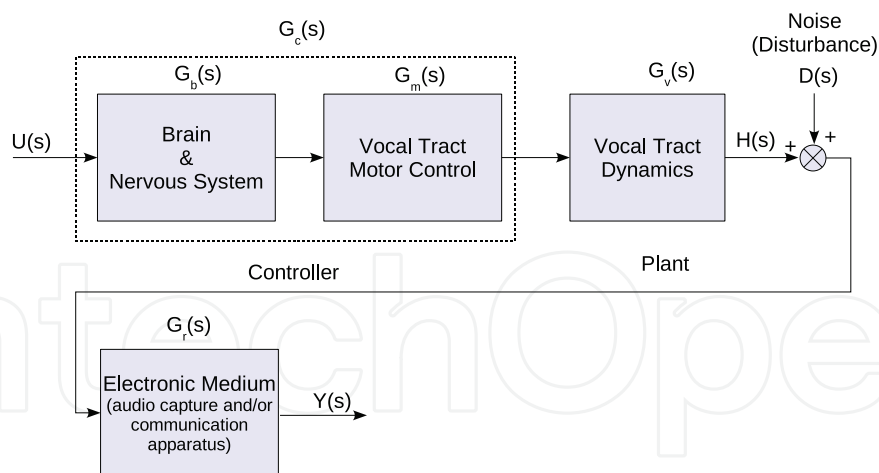 Noise
(Disturbance)
D(s)
G_c(s)
G_b(s)
G_m(s)
G_v(s)
U(s)
Brain
&
Nervous System
Vocal Tract
Motor Control
Vocal Tract
Dynamics
H(s)
+
+
Controller
Plant
G_r(s)
Electronic Medium
(audio capture and/or
communication
apparatus)
Y(s)
ntechOpe